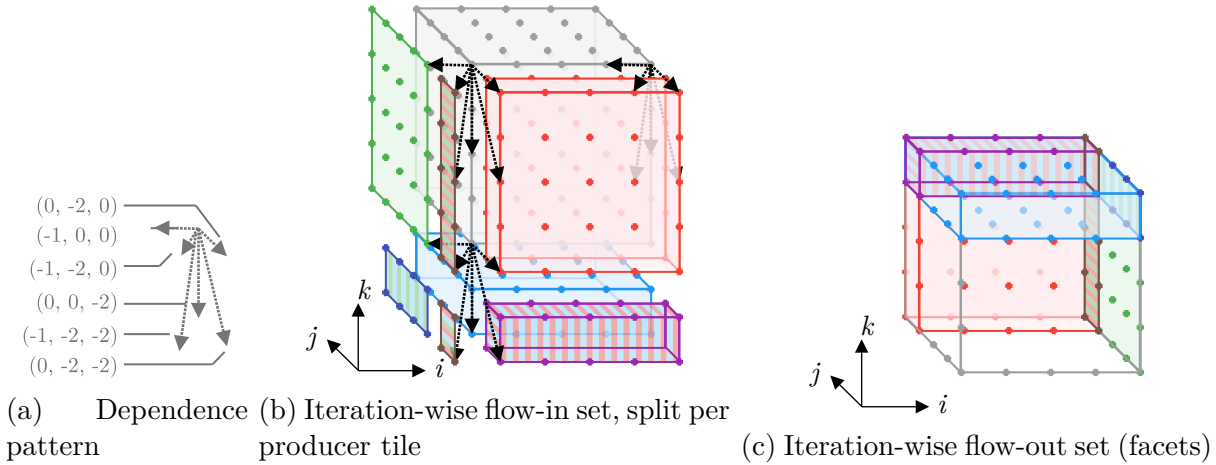 (0, -2, 0)
(-1, 0, 0)
(-1, -2, 0)
(0, 0, -2)
(-1, -2, -2)
(0, -2, -2)
k
j
i
k
j
i
(a) Dependence
pattern
(b) Iteration-wise flow-in set, split per
producer tile
(c) Iteration-wise flow-out set (facets)